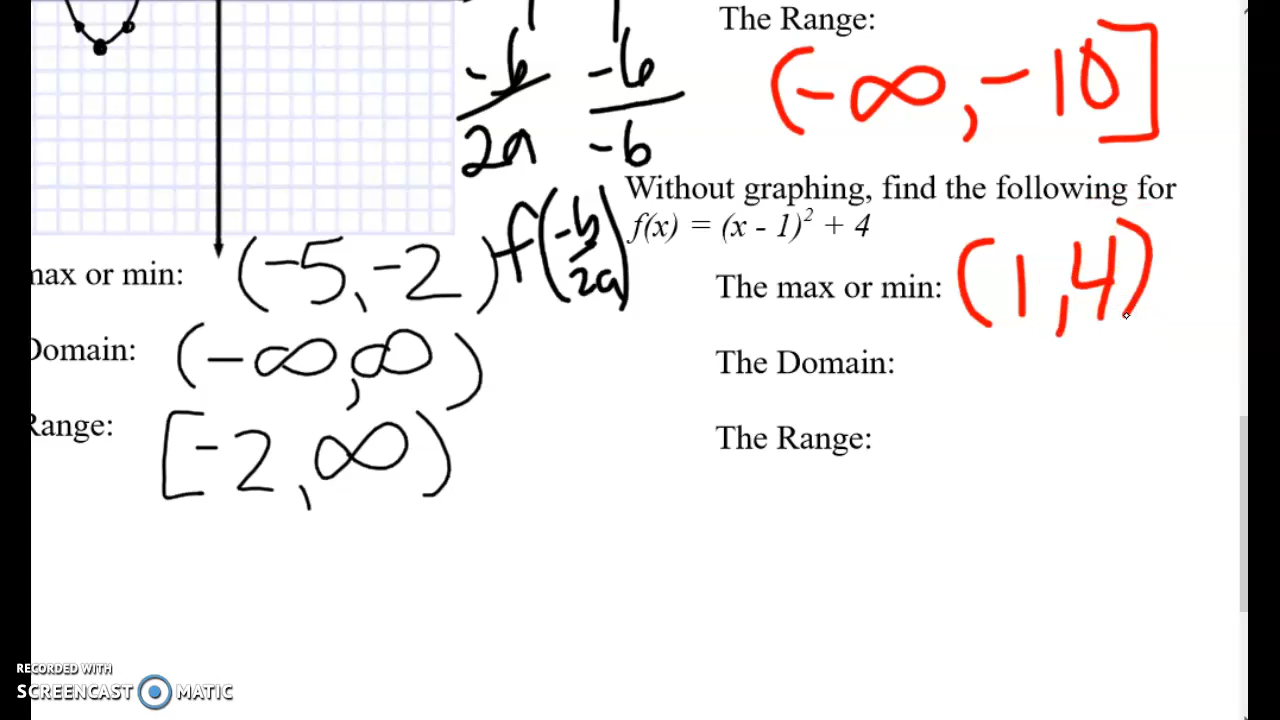 -b
2a
-6
-6
f(-b/2a)
max or min: (-5, -2)
Domain: (-∞, ∞)
Range: [-2, ∞)
The Range:
(-∞, -10]
Without graphing, find the following for
f(x) = (x - 1)² + 4
The max or min: (1, 4)
The Domain:
The Range:
RECORDED WITH
SCREENCAST MATIC